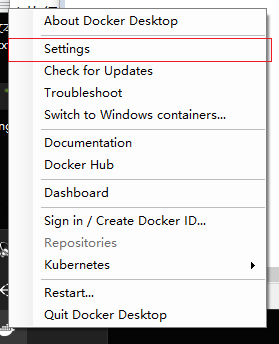 About Docker Desktop
Settings
Check for Updates
Troubleshoot
Switch to Windows containers...
Documentation
Docker Hub
Dashboard
Sign in / Create Docker ID...
Repositories
Kubernetes
Restart...
Quit Docker Desktop